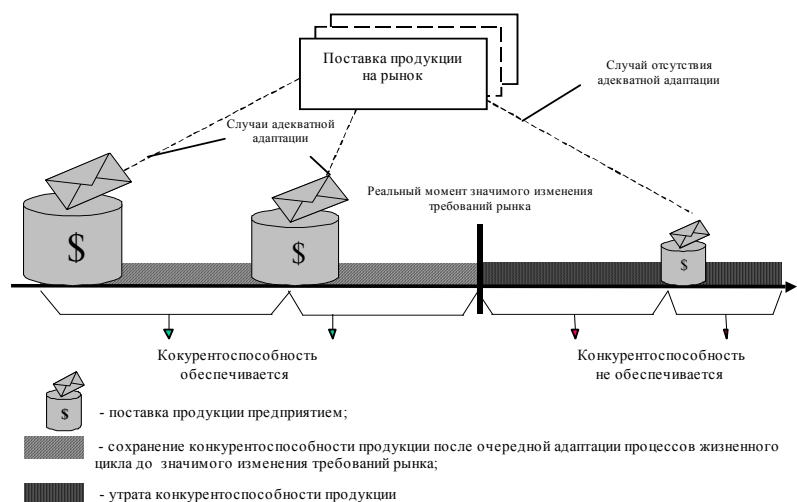 Поставка продукции
на рынок
Случай отсутствия
адекватной адаптации
Случаи адекватной
адаптации
Реальный момент значимого изменения
требований рынка
$
$
$
Кокурентоспособность
обеспечивается
Конкурентоспособность
не обеспечивается
$
- поставка продукции предприятием;
- сохранение конкурентоспособности продукции после очередной адаптации процессов жизненного
цикла до значимого изменения требований рынка;
- утрата конкурентоспособности продукции